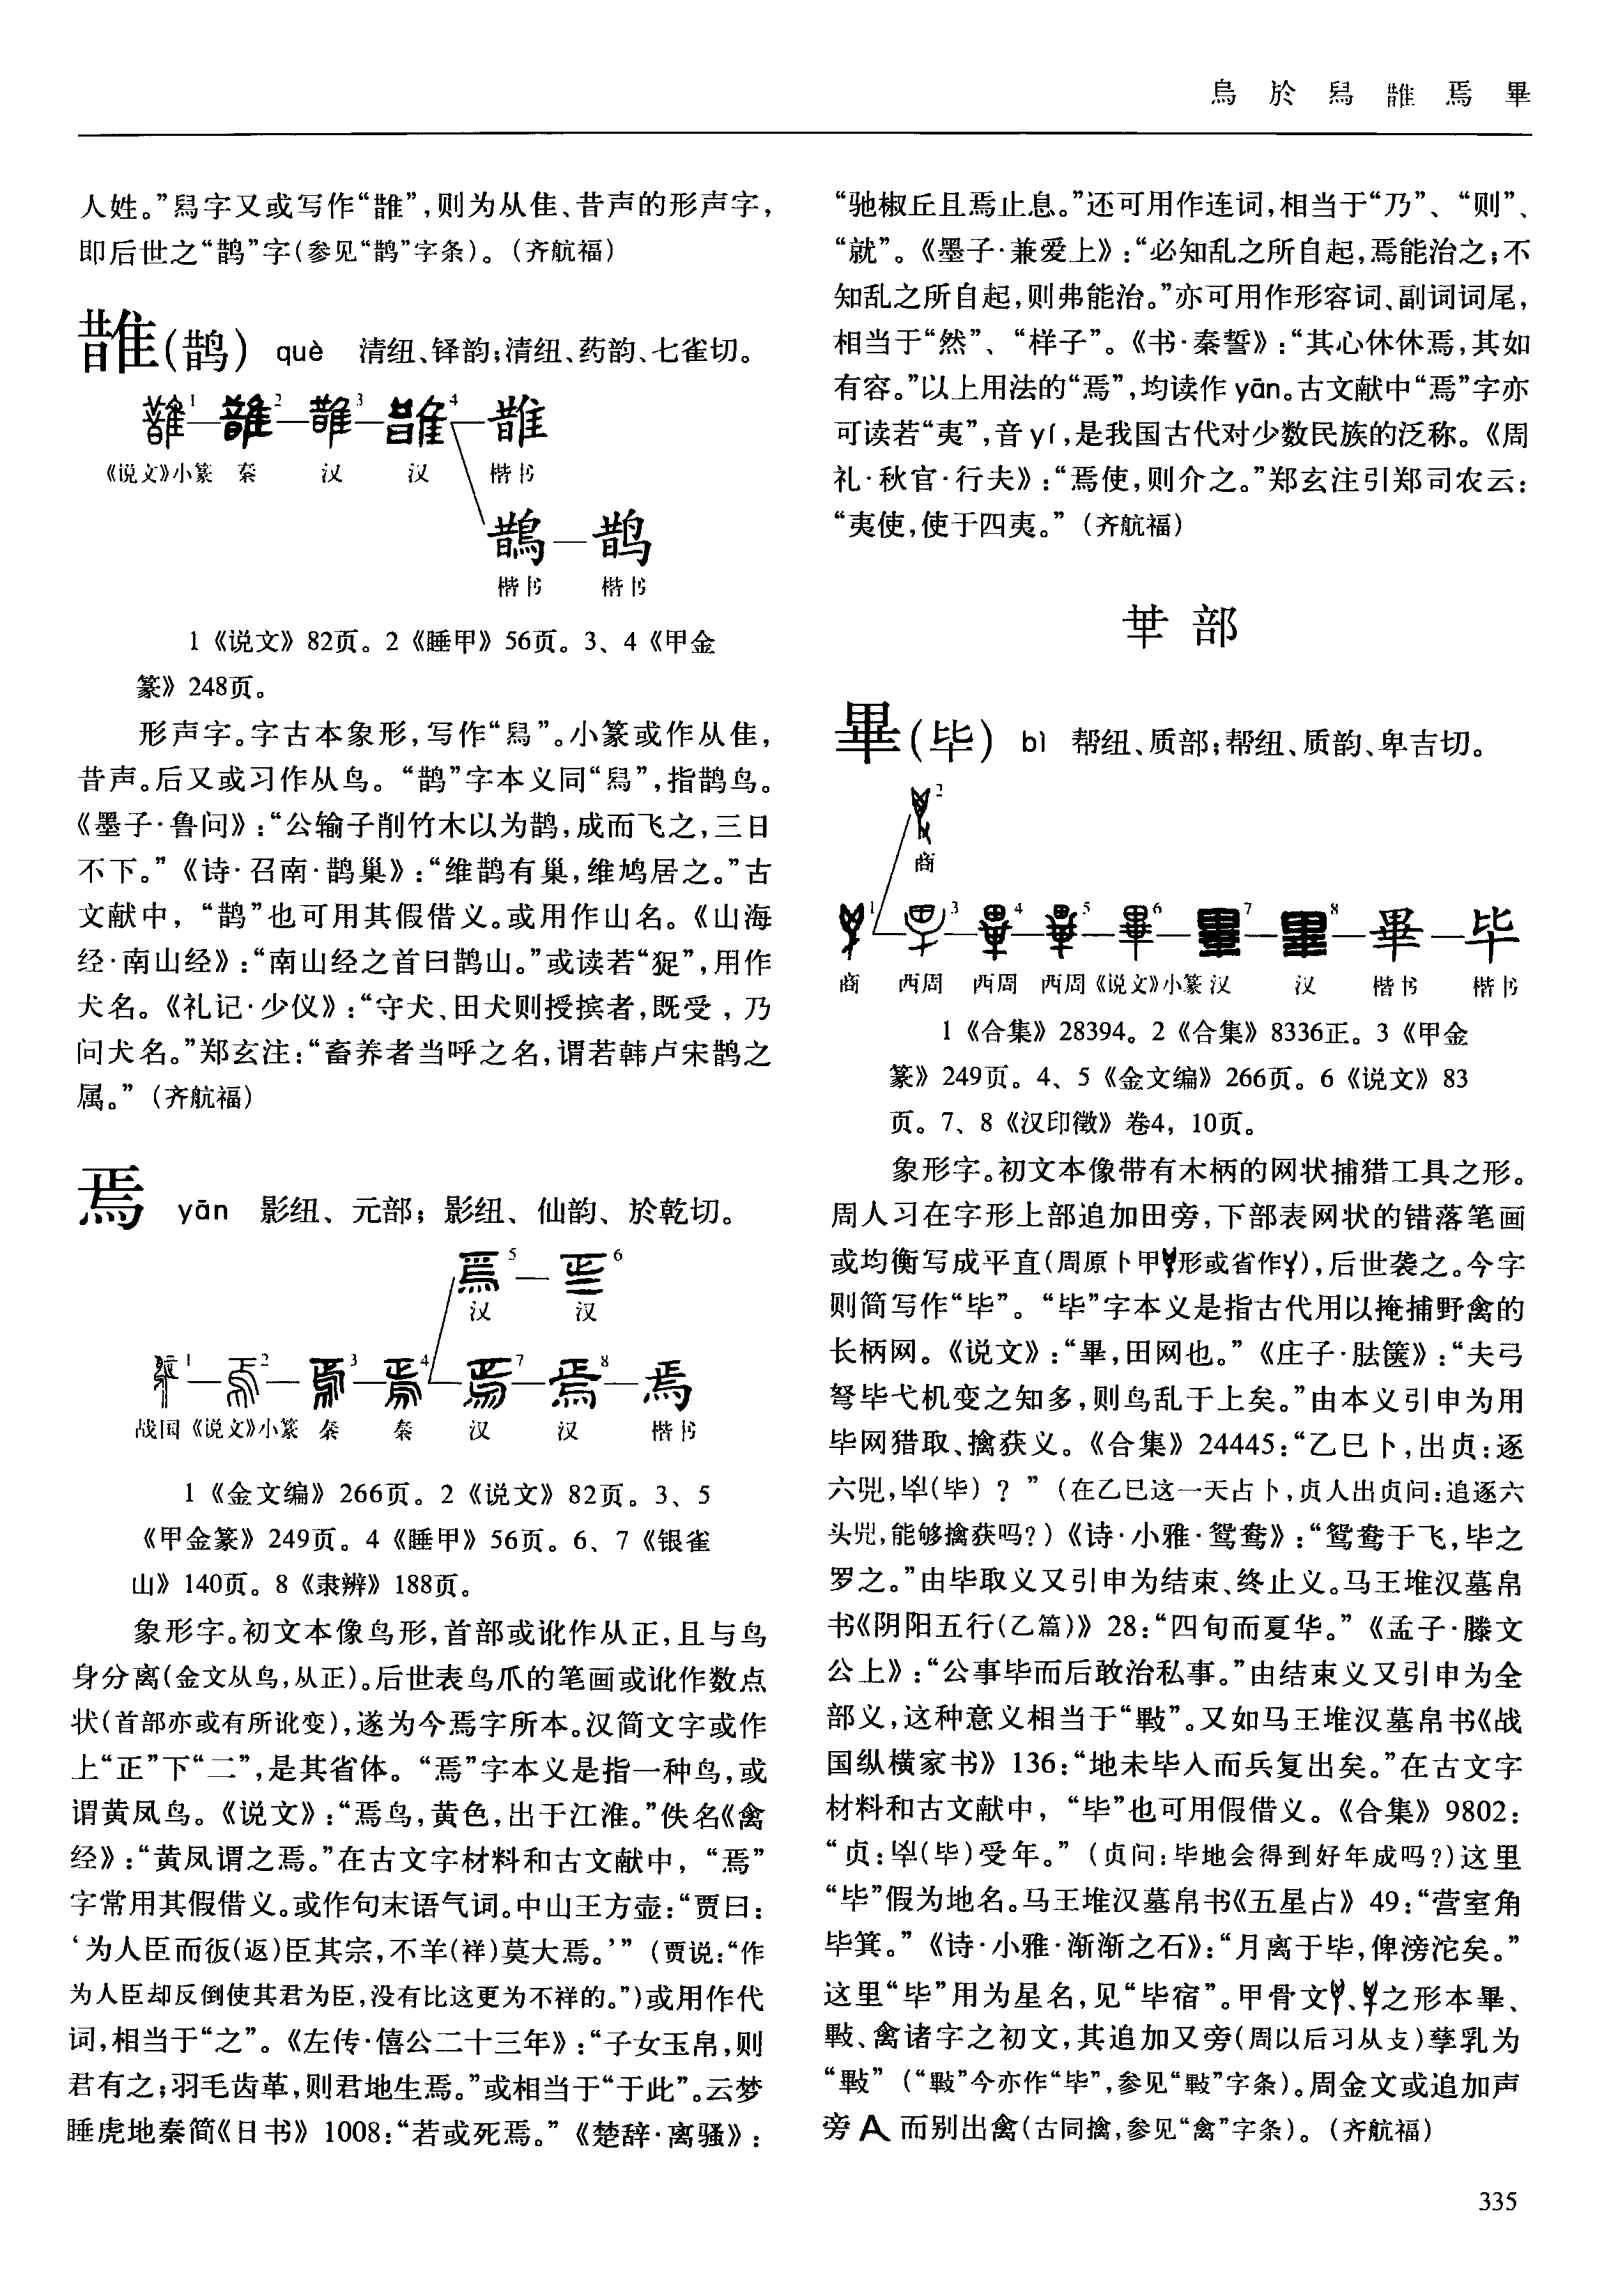 烏 於 舄 䧿 焉 畢
人姓。”舄字又或写作“䧿”,则为从隹、昔声的形声字,
即后世之“鹊”字(参见“鹊”字条)。(齐航福)
䧿(鹊) què 清纽、铎韵;清纽、药韵、七雀切。
1 2 3 4 䧿
《说文》小篆 秦 汉 汉 楷书
鵲 鹊
楷书 楷书
1《说文》82页。2《睡甲》56页。3、4《甲金
篆》248页。
形声字。字古本象形,写作“舄”。小篆或作从隹,
昔声。后又或习作从鸟。“鹊”字本义同“舄”,指鹊鸟。
《墨子·鲁问》:“公输子削竹木以为鹊,成而飞之,三日
不下。”《诗·召南·鹊巢》:“维鹊有巢,维鸠居之。”古
文献中,“鹊”也可用其假借义。或用作山名。《山海
经·南山经》:“南山经之首曰鹊山。”或读若“猑”,用作
犬名。《礼记·少仪》:“守犬、田犬则授摈者,既受,乃
问犬名。”郑玄注:“畜养者当呼之名,谓若韩卢宋鹊之
属。”(齐航福)
焉 yān 影纽、元部;影纽、仙韵、於乾切。
5 6
汉 汉
1 2 3 4 7 8 焉
战国《说文》小篆 秦 秦 汉 汉 楷书
1《金文编》266页。2《说文》82页。3、5
《甲金篆》249页。4《睡甲》56页。6、7《银雀
山》140页。8《隶辨》188页。
象形字。初文本像鸟形,首部或讹作从正,且与鸟
身分离(金文从鸟,从正)。后世表鸟爪的笔画或讹作数点
状(首部亦或有所讹变),遂为今焉字所本。汉简文字或作
上“正”下“二”,是其省体。“焉”字本义是指一种鸟,或
谓黄凤鸟。《说文》:“焉鸟,黄色,出于江淮。”佚名《禽
经》:“黄凤谓之焉。”在古文字材料和古文献中,“焉”
字常用其假借义。或作句末语气词。中山王方壶:“贾曰:
‘为人臣而彶(返)臣其宗,不羊(祥)莫大焉。’”(贾说:“作
为人臣却反倒使其君为臣,没有比这更为不祥的。”)或用作代
词,相当于“之”。《左传·僖公二十三年》:“子女玉帛,则
君有之;羽毛齿革,则君地生焉。”或相当于“于此”。云梦
睡虎地秦简《日书》1008:“若或死焉。”《楚辞·离骚》:
“驰椒丘且焉止息。”还可用作连词,相当于“乃”、“则”、
“就”。《墨子·兼爱上》:“必知乱之所自起,焉能治之;不
知乱之所自起,则弗能治。”亦可用作形容词、副词词尾,
相当于“然”、“样子”。《书·秦誓》:“其心休休焉,其如
有容。”以上用法的“焉”,均读作 yān。古文献中“焉”字亦
可读若“夷”,音 yí,是我国古代对少数民族的泛称。《周
礼·秋官·行夫》:“焉使,则介之。”郑玄注引郑司农云:
“夷使,使于四夷。”(齐航福)
𠦒 部
畢(毕) bì 帮纽、质部;帮纽、质韵、卑吉切。
2
商
1 3 4 5 6 7 8 畢 毕
商 西周 西周 西周《说文》小篆 汉 汉 楷书 楷书
1《合集》28394。2《合集》8336正。3《甲金
篆》249页。4、5《金文编》266页。6《说文》83
页。7、8《汉印徵》卷4,10页。
象形字。初文本像带有木柄的网状捕猎工具之形。
周人习在字形上部追加田旁,下部表网状的错落笔画
或均衡写成平直(周原卜甲形或省作),后世袭之。今字
则简写作“毕”。“毕”字本义是指古代用以掩捕野禽的
长柄网。《说文》:“畢,田网也。”《庄子·胠箧》:“夫弓
弩毕弋机变之知多,则鸟乱于上矣。”由本义引申为用
毕网猎取、擒获义。《合集》24445:“乙巳卜,出贞:逐
六兕,(毕)?”(在乙巳这一天占卜,贞人出贞问:追逐六
头兕,能够擒获吗?)《诗·小雅·鸳鸯》:“鸳鸯于飞,毕之
罗之。”由毕取义又引申为结束、终止义。马王堆汉墓帛
书《阴阳五行(乙篇)》28:“四旬而夏华。”《孟子·滕文
公上》:“公事毕而后敢治私事。”由结束义又引申为全
部义,这种意义相当于“斁”。又如马王堆汉墓帛书《战
国纵横家书》136:“地未毕入而兵复出矣。”在古文字
材料和古文献中,“毕”也可用假借义。《合集》9802:
“贞:(毕)受年。”(贞问:毕地会得到好年成吗?)这里
“毕”假为地名。马王堆汉墓帛书《五星占》49:“营室角
毕箕。”《诗·小雅·渐渐之石》:“月离于毕,俾滂沱矣。”
这里“毕”用为星名,见“毕宿”。甲骨文、之形本畢、
㪤、禽诸字之初文,其追加又旁(周以后习从攴)孳乳为
“㪤”(“㪤”今亦作“毕”,参见“㪤”字条)。周金文或追加声
旁 A 而别出禽(古同擒,参见“禽”字条)。(齐航福)
335